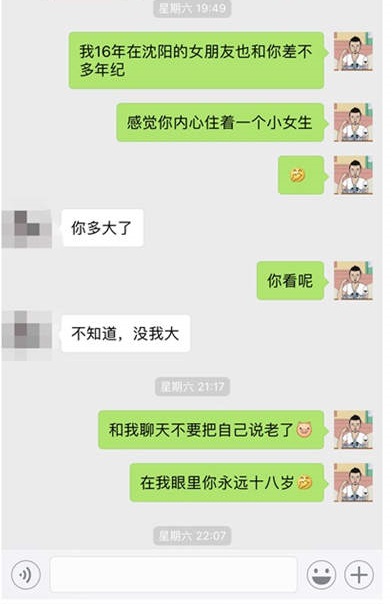 星期六 19:49
我16年在沈阳的女朋友也和你差不
多年纪
感觉你内心住着一个小女生
你多大了
你看呢
不知道，没我大
星期六 21:17
和我聊天不要把自己说老了
在我眼里你永远十八岁
星期六 22:07